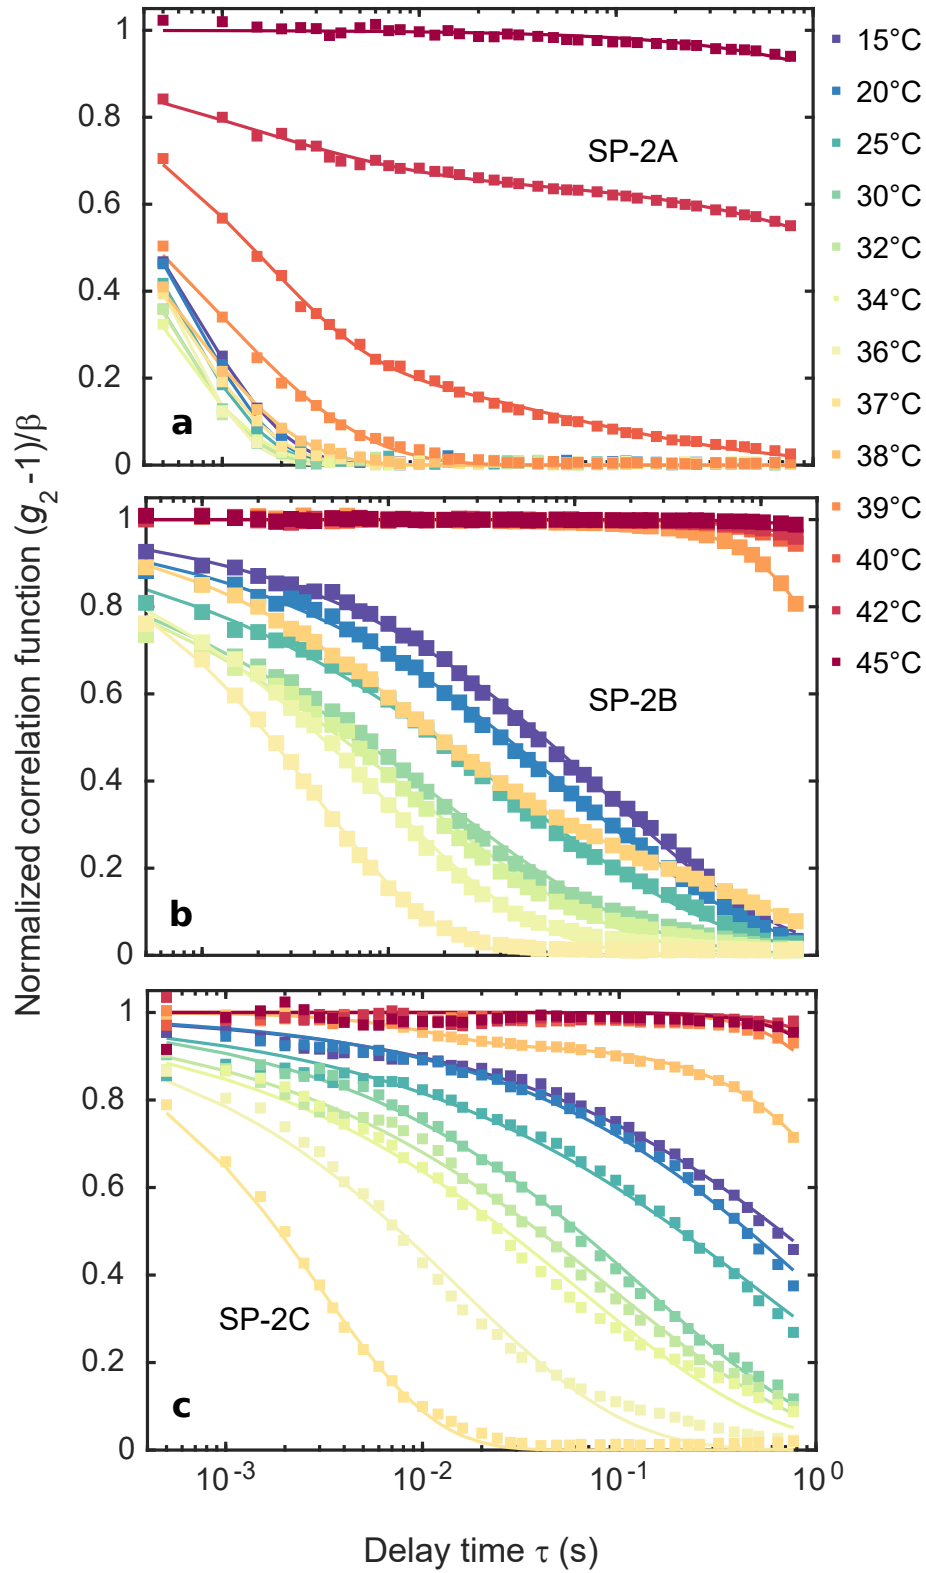 1
0.8
0.6
0.4
0.2
0
SP-2A
a
15°C
20°C
25°C
30°C
32°C
34°C
36°C
37°C
38°C
39°C
40°C
42°C
45°C
Normalized correlation function (g₂-1)/β
1
0.8
0.6
0.4
0.2
0
SP-2B
b
1
0.8
0.6
0.4
0.2
0
SP-2C
c
10⁻³ 10⁻² 10⁻¹ 10⁰
Delay time τ (s)